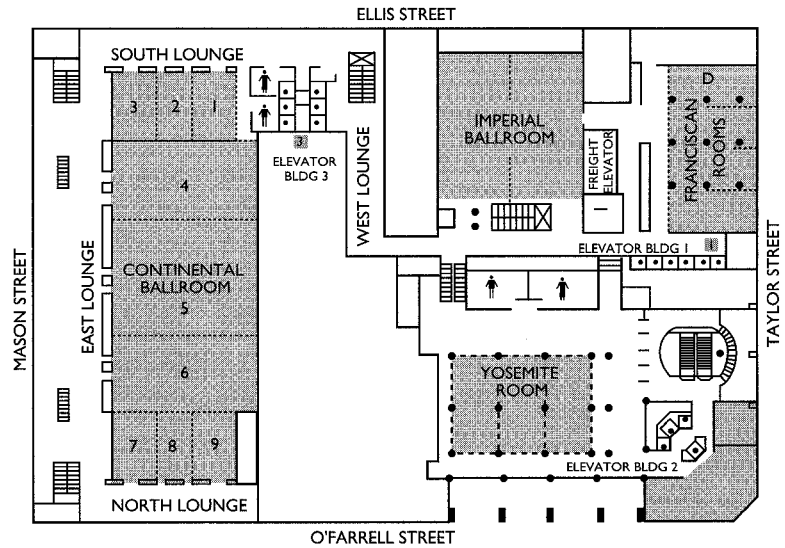 ELLIS STREET
SOUTH LOUNGE
3
2
1
D
IMPERIAL
BALLROOM
FRANCISCAN
ROOMS
FREIGHT
ELEVATOR
3
ELEVATOR
BLDG 3
WEST LOUNGE
4
1
ELEVATOR BLDG 1
MASON STREET
EAST LOUNGE
CONTINENTAL
BALLROOM
5
TAYLOR STREET
6
YOSEMITE
ROOM
7
8
9
ELEVATOR BLDG 2
NORTH LOUNGE
O'FARRELL STREET